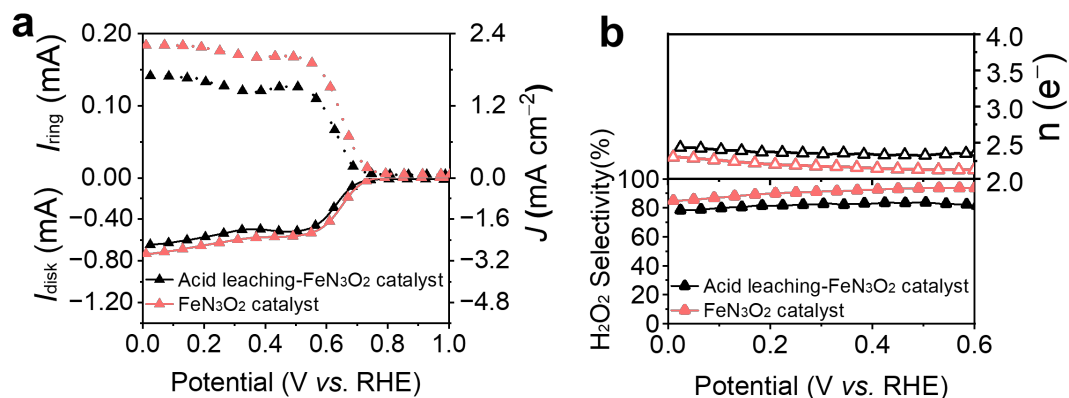 a
I_ring (mA)
0.20
0.10
0.00
I_disk (mA)
−0.40
−0.80
−1.20
2.4
1.2
0.0
−1.6
−3.2
−4.8
J (mA cm⁻²)
Acid leaching-FeN₃O₂ catalyst
FeN₃O₂ catalyst
0.0 0.2 0.4 0.6 0.8 1.0
Potential (V vs. RHE)
b
H₂O₂ Selectivity(%)
100
80
60
40
20
0
4.0
3.5
3.0
2.5
2.0
n (e⁻)
Acid leaching-FeN₃O₂ catalyst
FeN₃O₂ catalyst
0.0 0.2 0.4 0.6
Potential (V vs. RHE)